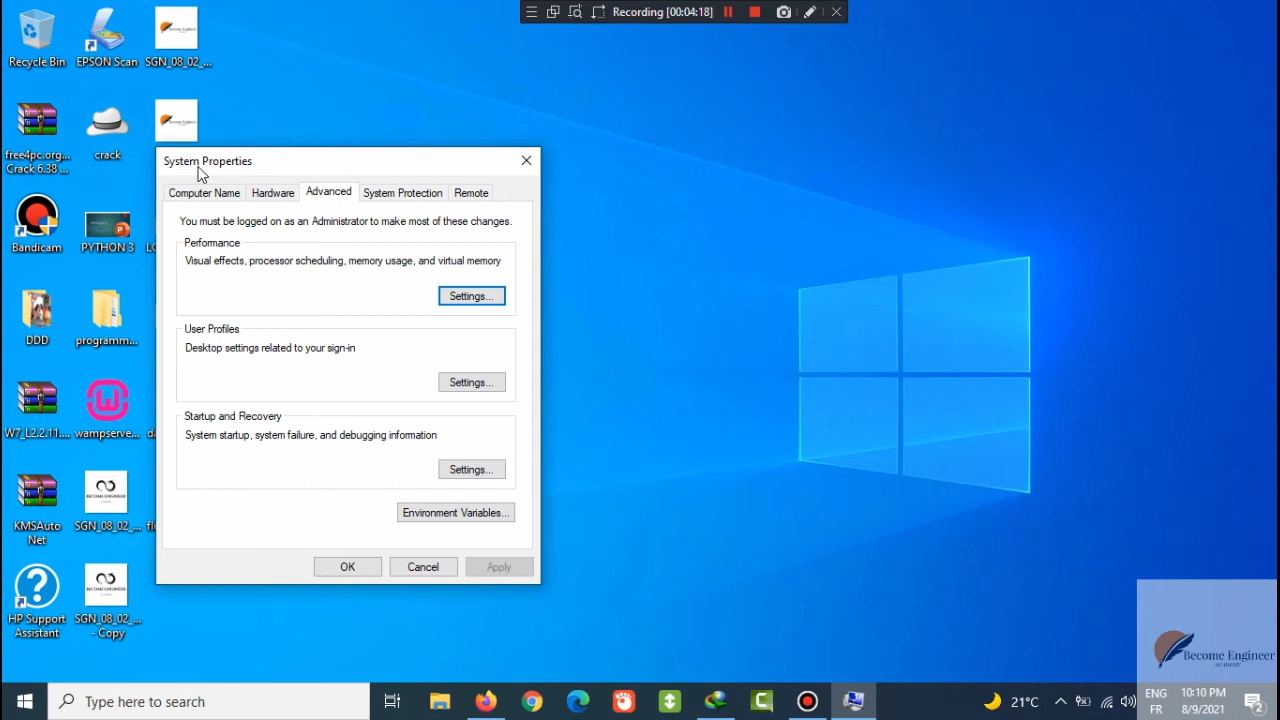 Recording [00:04:18]
Recycle Bin
EPSON Scan
SGN_08_02_...
free4pc.org...
Crack 6.38 ...
crack
System Properties
Computer Name
Hardware
Advanced
System Protection
Remote
You must be logged on as an Administrator to make most of these changes.
Performance
Visual effects, processor scheduling, memory usage, and virtual memory
Settings...
User Profiles
Desktop settings related to your sign-in
Settings...
Startup and Recovery
System startup, system failure, and debugging information
Settings...
Environment Variables...
OK
Cancel
Apply
Bandicam
PYTHON 3
DDD
programm...
W7_L2.2.11....
wampserve...
KMSAuto
Net
SGN_08_02_...
HP Support
Assistant
SGN_08_02_...
- Copy
Become Engineer
Type here to search
21°C
ENG
FR
10:10 PM
8/9/2021
2